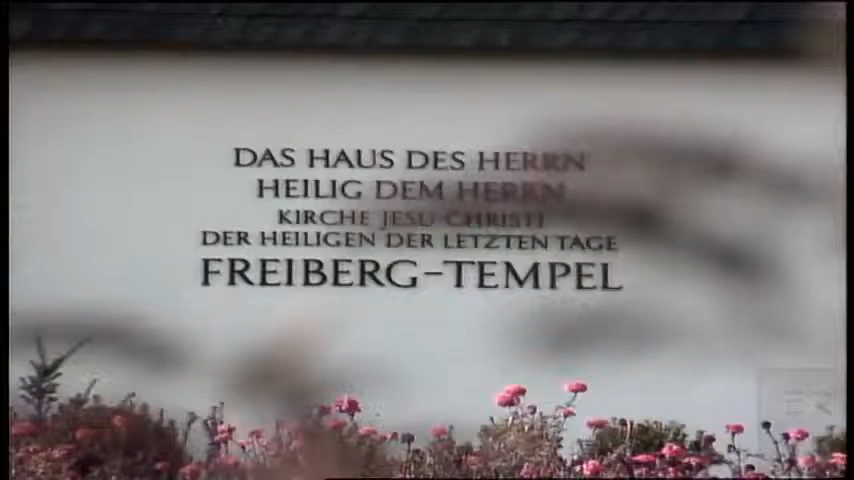 DAS HAUS DES HERRN
HEILIG DEM HERRN
KIRCHE JESU CHRISTI
DER HEILIGEN DER LETZTEN TAGE
FREIBERG-TEMPEL